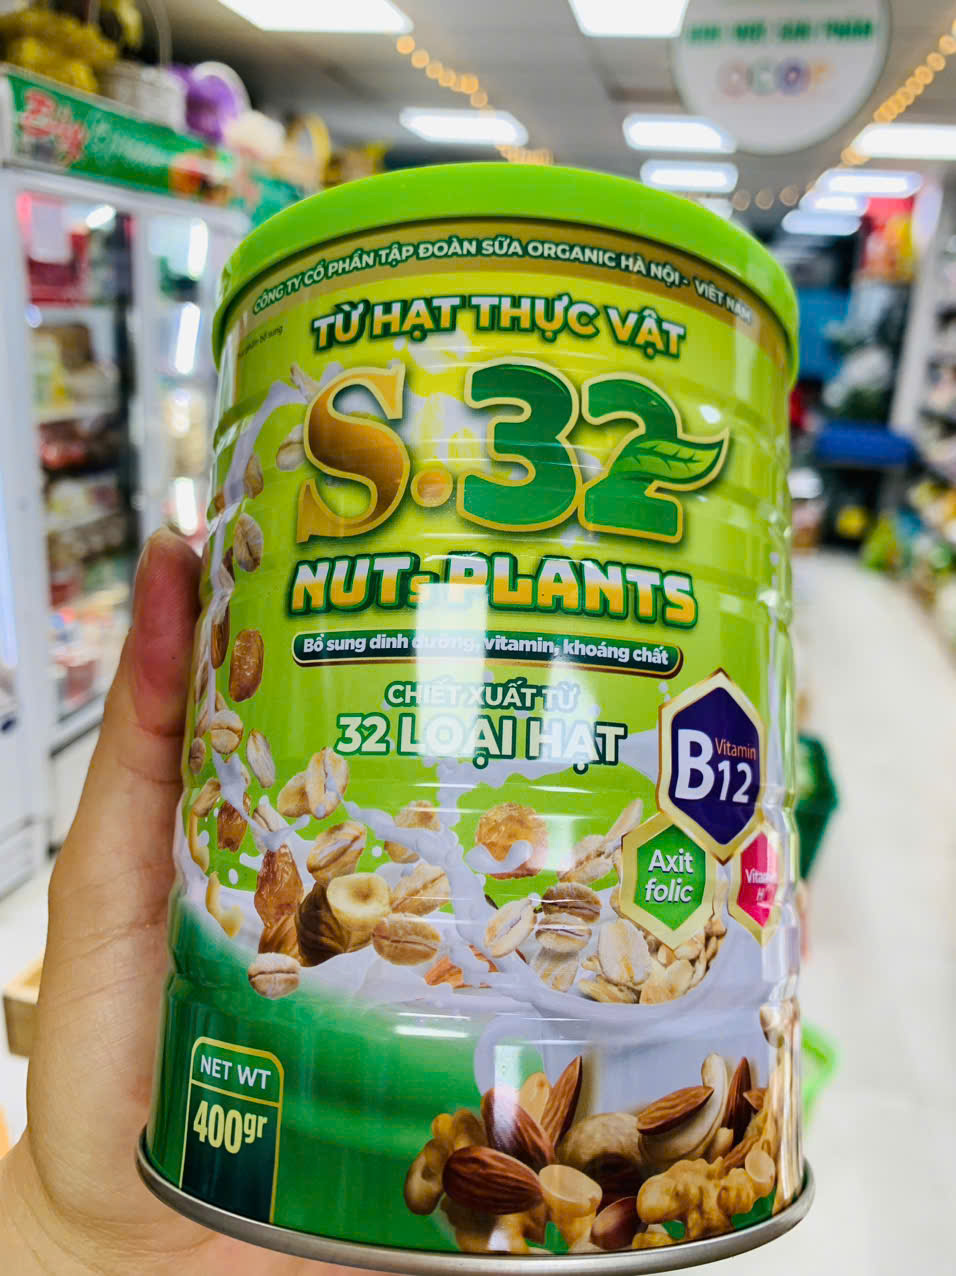 CÔNG TY CỔ PHẦN TẬP ĐOÀN SỮA ORGANIC HÀ NỘI - VIỆT NAM
bổ sung
TỪ HẠT THỰC VẬT
S.32
NUTs PLANTS
Bổ sung dinh dưỡng, vitamin, khoáng chất
CHIẾT XUẤT TỪ
32 LOẠI HẠT
Vitamin
B12
Axit
folic
NET WT
400gr